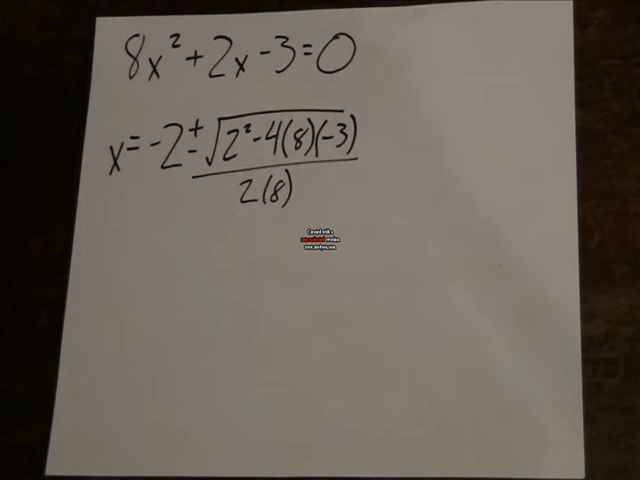 8x² + 2x - 3 = 0
x = -2 ± √2² - 4(8)(-3)
2(8)